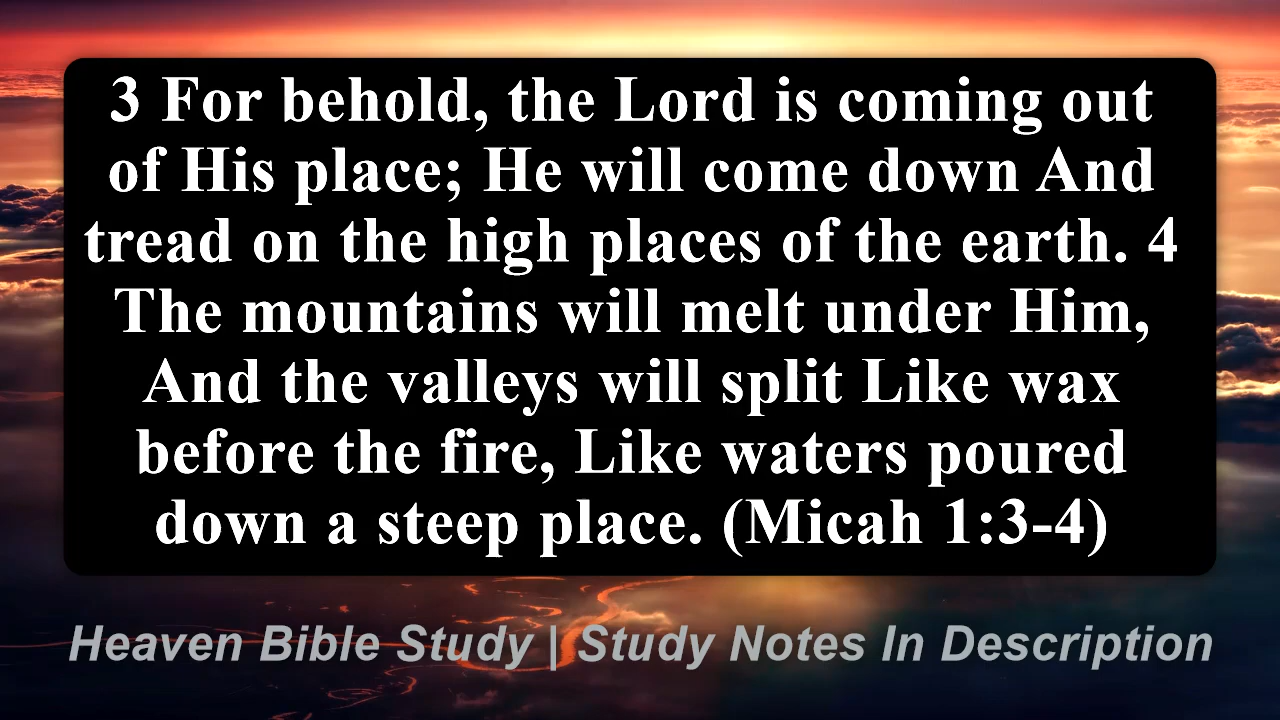 3 For behold, the Lord is coming out
of His place; He will come down And
tread on the high places of the earth. 4
The mountains will melt under Him,
And the valleys will split Like wax
before the fire, Like waters poured
down a steep place. (Micah 1:3-4)
Heaven Bible Study | Study Notes In Description